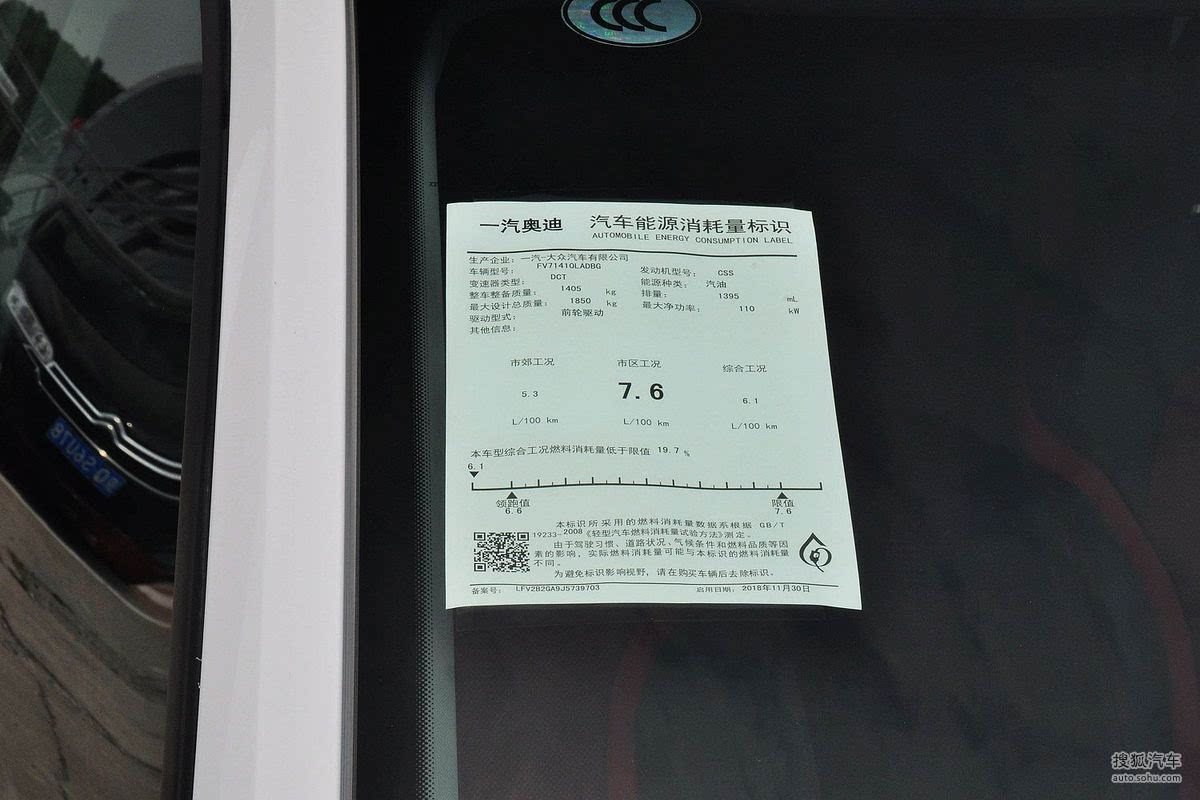 CCC
一汽奥迪 汽车能源消耗量标识
AUTOMOBILE ENERGY CONSUMPTION LABEL
生产企业: 一汽-大众汽车有限公司
车辆型号: FV71410LADBG 发动机型号: CSS
变速器类型: DCT 能源种类: 汽油
整车整备质量: 1405 kg 排量: 1395 mL
最大设计总质量: 1850 kg 最大净功率: 110 kW
驱动型式: 前轮驱动
其他信息:
市郊工况 市区工况 综合工况
5.3 7.6 6.1
L/100 km L/100 km L/100 km
本车型综合工况燃料消耗量低于限值 19.7 %
6.1
领跑值 限值
6.6 7.6
本标识所采用的燃料消耗量数据系根据 GB/T
19233-2008《轻型汽车燃料消耗量试验方法》测定。
由于驾驶习惯、道路状况、气候条件和燃料品质等因
素的影响, 实际燃料消耗量可能与本标识的燃料消耗量
不同。
为避免标识影响视野, 请在购买车辆后去除标识。
备案号: LFV2B2GA9J5739703 启用日期: 2018年11月30日
搜狐汽车
auto.sohu.com